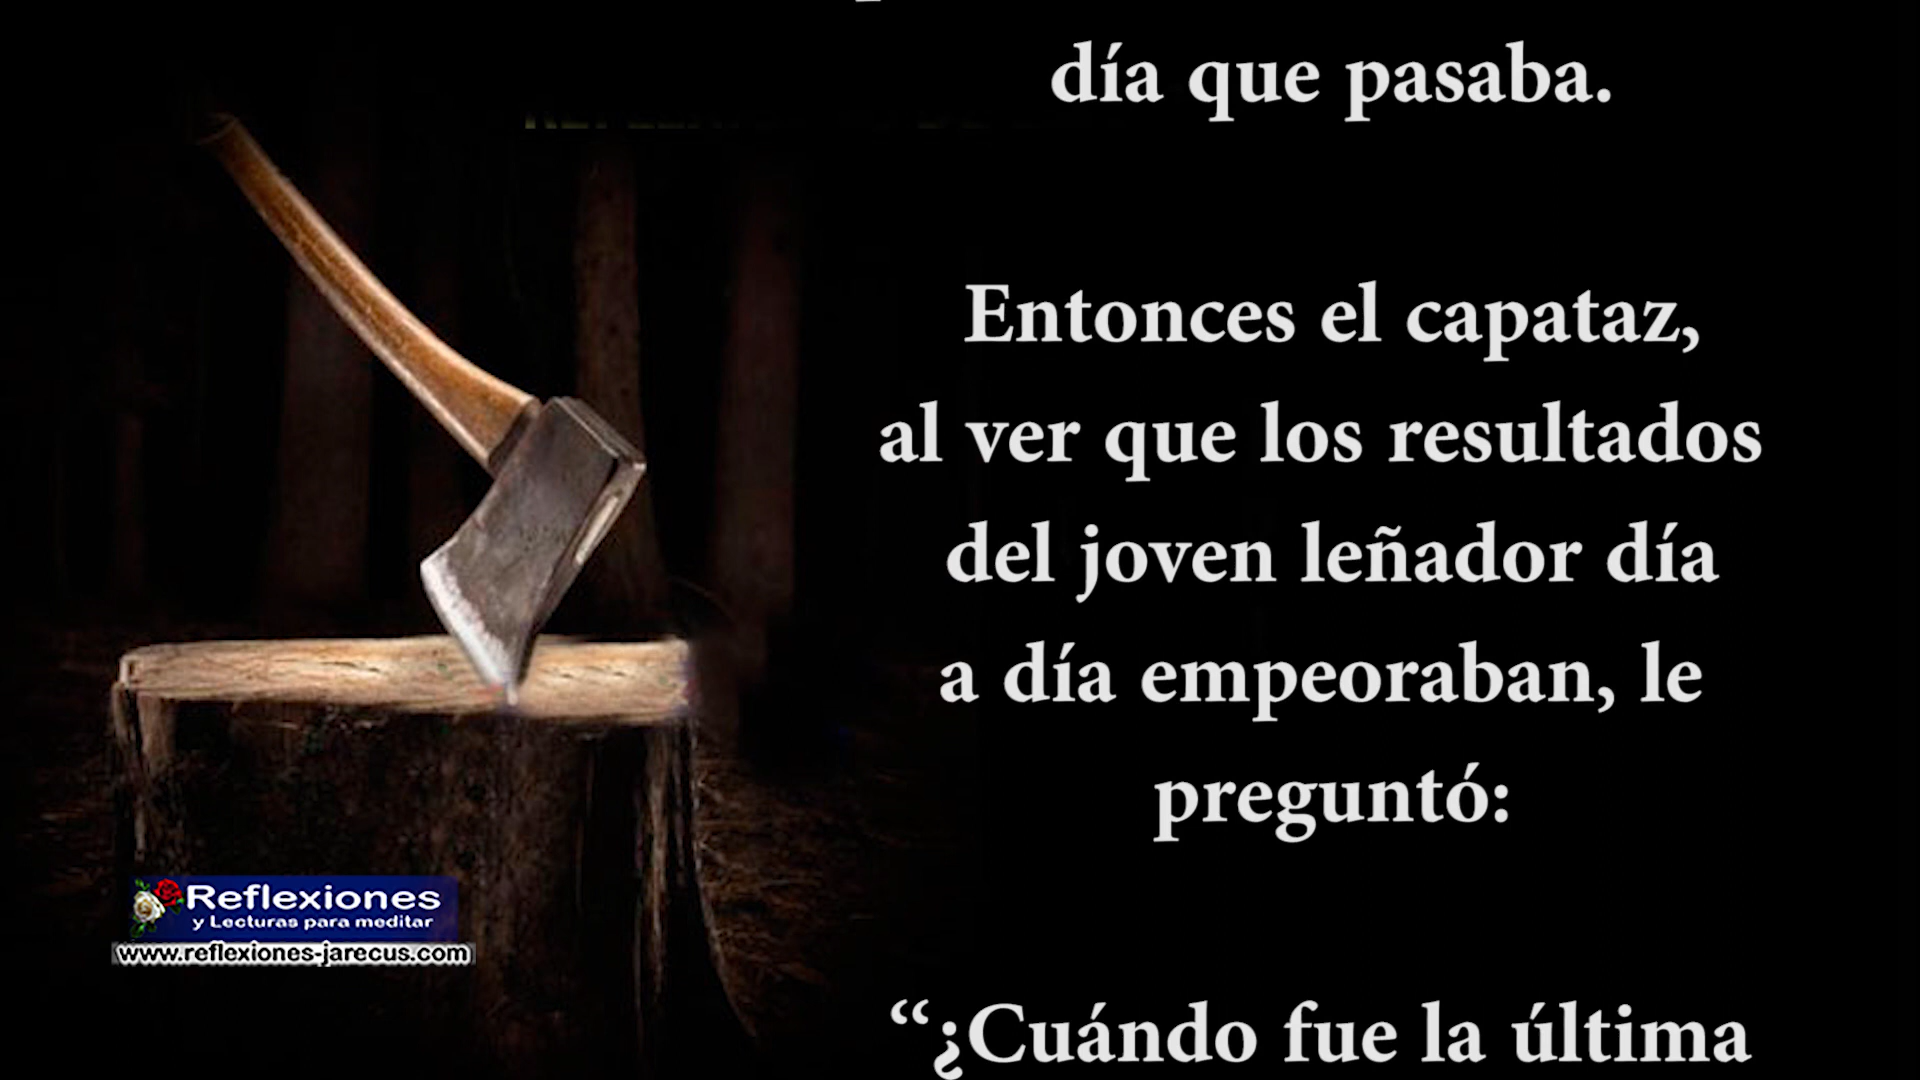 día que pasaba.
Entonces el capataz,
al ver que los resultados
del joven leñador día
a día empeoraban, le
preguntó:
“¿Cuándo fue la última
Reflexiones
y Lecturas para meditar
www.reflexiones-jarecus.com